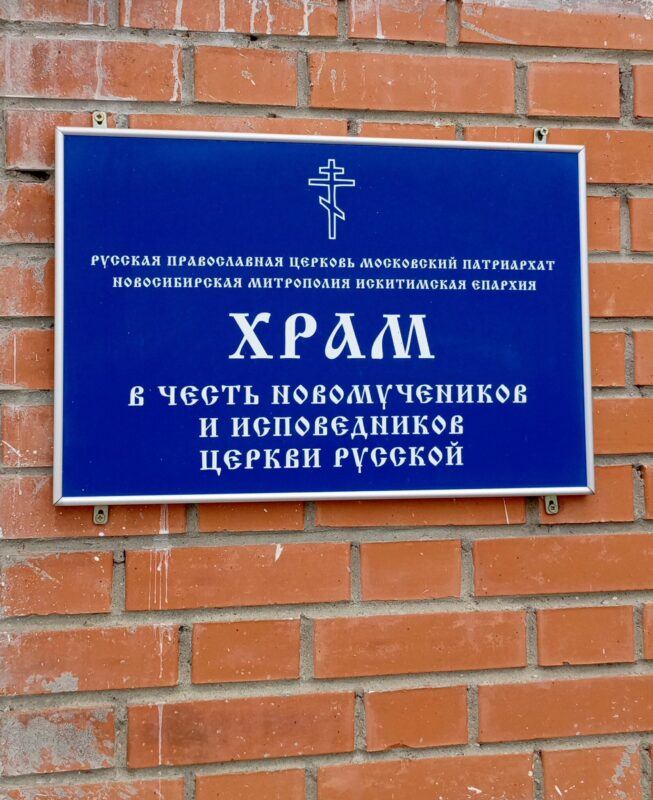 РУССКАЯ ПРАВОСЛАВНАЯ ЦЕРКОВЬ МОСКОВСКИЙ ПАТРИАРХАТ
НОВОСИБИРСКАЯ МИТРОПОЛИЯ ИСКИТИМСКАЯ ЕПАРХИЯ
ХРАМ
В ЧЕСТЬ НОВОМУЧЕНИКОВ
И ИСПОВЕДНИКОВ
ЦЕРКВИ РУССКОЙ